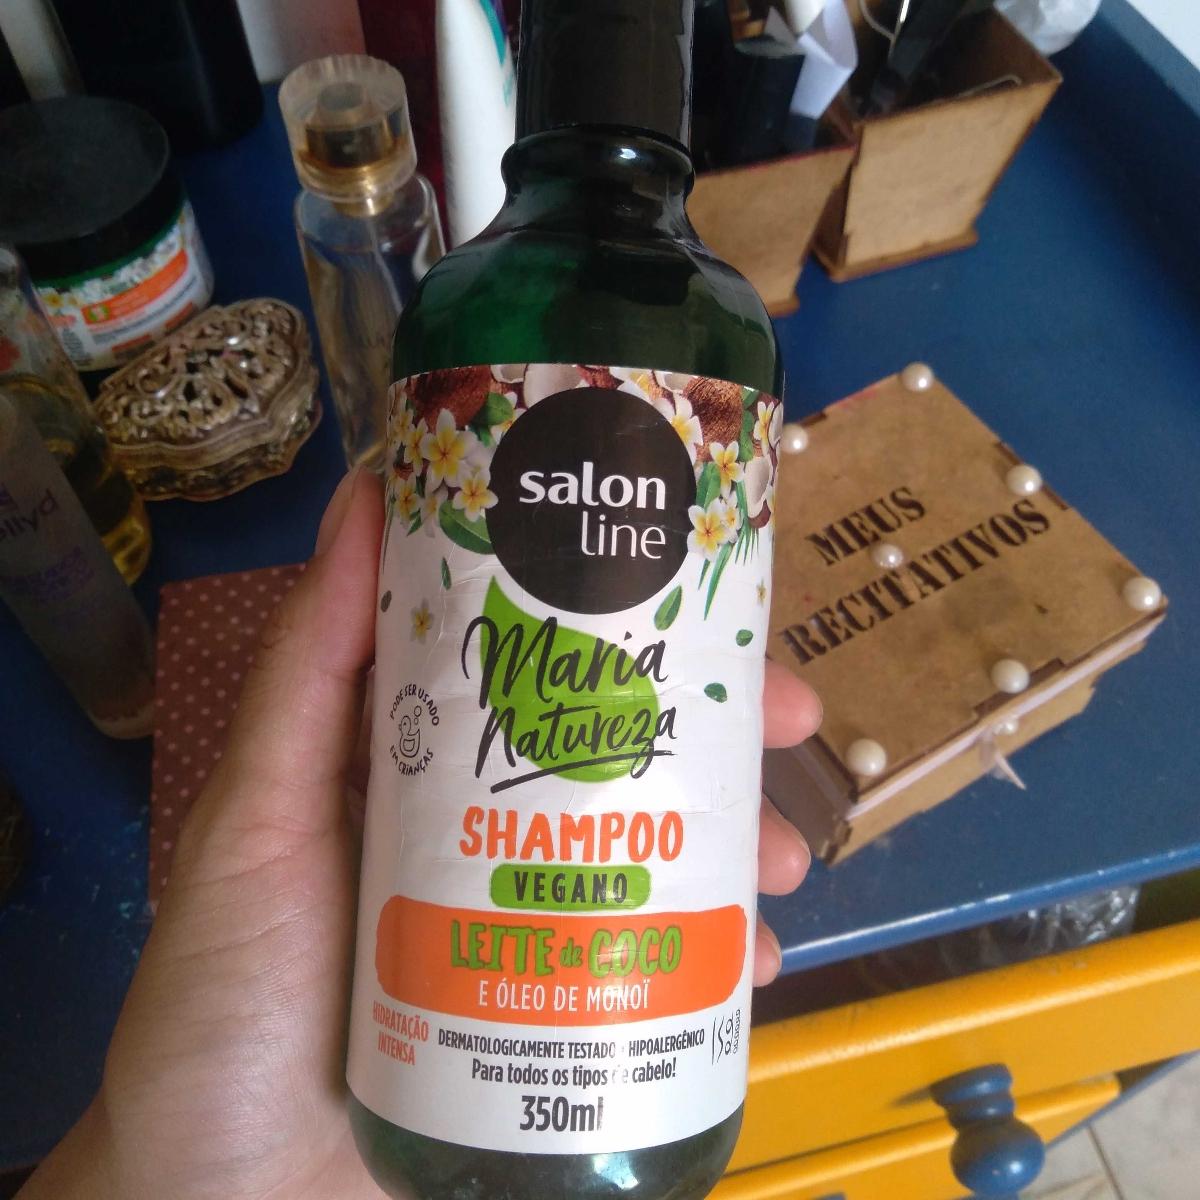 salon
line
Maria
Natureza
PODE SER USADO
EM CRIANÇAS
SHAMPOO
VEGANO
LEITE de COCO
E ÓLEO DE MONOÏ
HIDRATAÇÃO
INTENSA
DERMATOLOGICAMENTE TESTADO - HIPOALERGÊNICO
Para todos os tipos de cabelo!
350ml
MEUS
RECITATIVOS